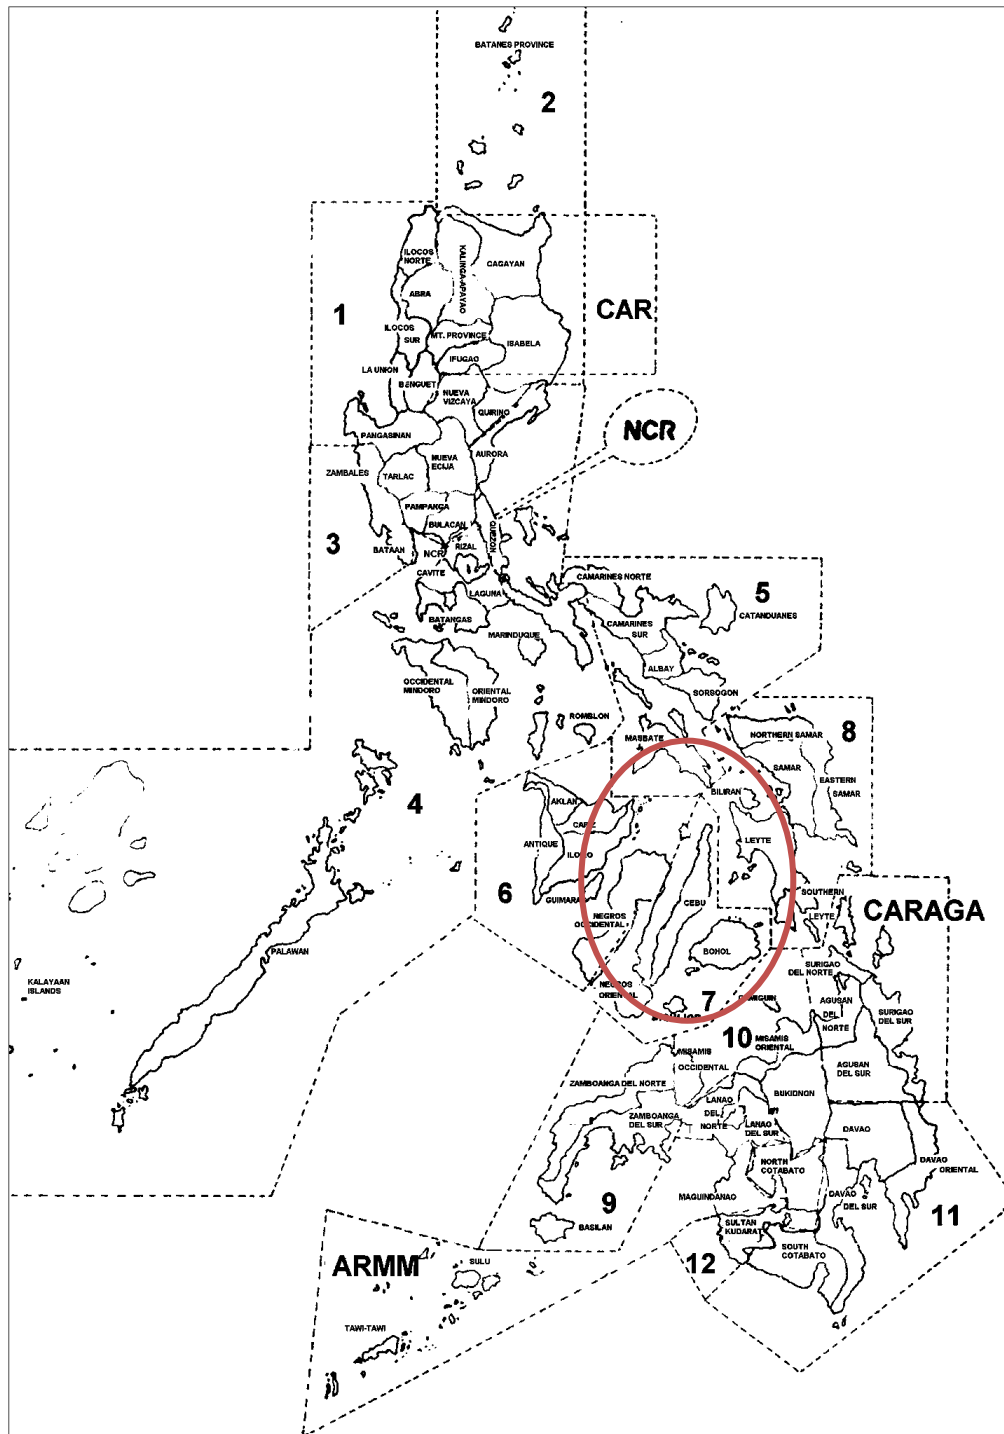 BATANES PROVINCE
2
ILOCOS
NORTE
KALINGA-APAYAO
CAGAYAN
ABRA
CAR
1
ILOCOS
SUR
MT. PROVINCE
ISABELA
IFUGAO
LA UNION
BENGUET
NUEVA
VIZCAYA
QUIRINO
NCR
PANGASINAN
NUEVA
ECIJA
AURORA
ZAMBALES
TARLAC
PAMPANGA
BULACAN
QUEZON
3
BATAAN
NCR
RIZAL
CAVITE
CAMARINES NORTE
5
LAGUNA
CATANDUANES
BATANGAS
CAMARINES
SUR
MARINDUQUE
ALBAY
OCCIDENTAL
MINDORO
ORIENTAL
MINDORO
SORSOGON
ROMBLON
MASBATE
NORTHERN SAMAR
8
SAMAR
EASTERN
SAMAR
4
BILIRAN
AKLAN
ANTIQUE
LEYTE
6
GUIMARA
CEBU
SOUTHERN
LEYTE
CARAGA
NEGROS
OCCIDENTAL
PALAWAN
BOHOL
SURIGAO
DEL NORTE
KALAYAAN
ISLANDS
NEGROS
ORIENTAL
7
AGUSAN
DEL
NORTE
SURIGAO
DEL SUR
10
MISAMIS
ORIENTAL
MISAMIS
OCCIDENTAL
AGUSAN
DEL SUR
ZAMBOANGA DEL NORTE
BUKIDNON
LANAO
DEL
NORTE
ZAMBOANGA
DEL SUR
LANAO
DEL SUR
DAVAO
NORTH
COTABATO
DAVAO
ORIENTAL
MAGUINDANAO
DAVAO
DEL SUR
9
11
BASILAN
SULTAN
KUDARAT
SOUTH
COTABATO
12
ARMM
SULU
TAWI-TAWI